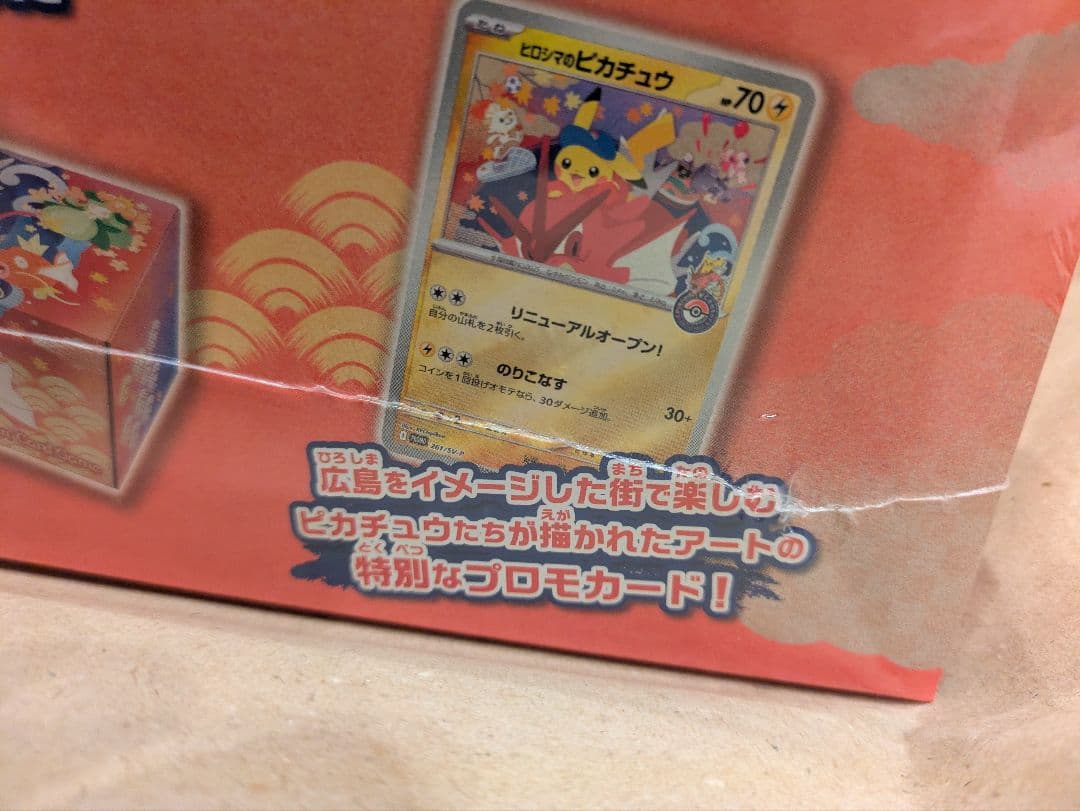 たね
ヒロシマのピカチュウ
HP 70
リニューアルオープン!
自分の山札を2枚引く。
のりこなす
30+
コインを1回投げオモテなら、30ダメージ追加。
261/SV-P
広島をイメージした街で楽しむ
ピカチュウたちが描かれたアートの
特別なプロモカード!